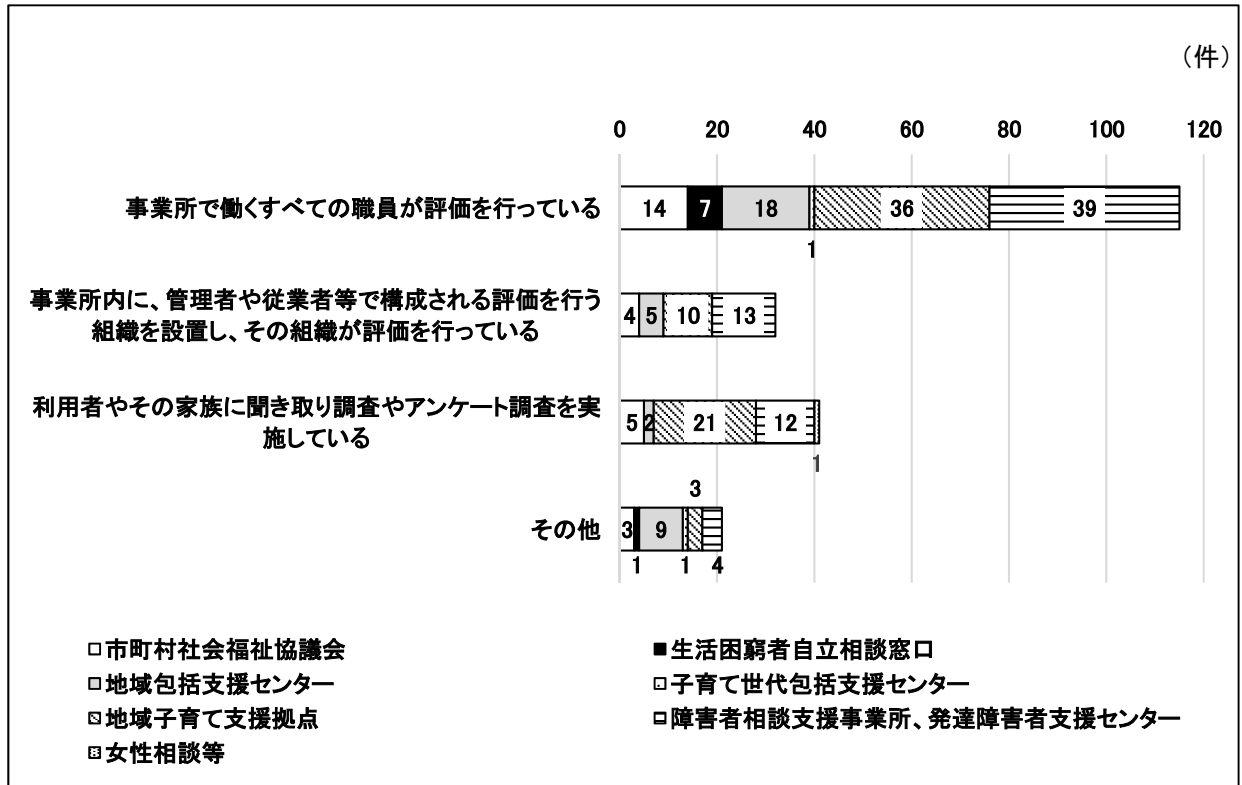 （件）
0 20 40 60 80 100 120
事業所で働くすべての職員が評価を行っている
14 7 18 36 39
1
事業所内に、管理者や従業者等で構成される評価を行う
組織を設置し、その組織が評価を行っている
4 5 10 13
利用者やその家族に聞き取り調査やアンケート調査を実
施している
5 2 21 12
1
3
その他
3 9
1 1 4
市町村社会福祉協議会
生活困窮者自立相談窓口
地域包括支援センター
子育て世代包括支援センター
地域子育て支援拠点
障害者相談支援事業所、発達障害者支援センター
女性相談等